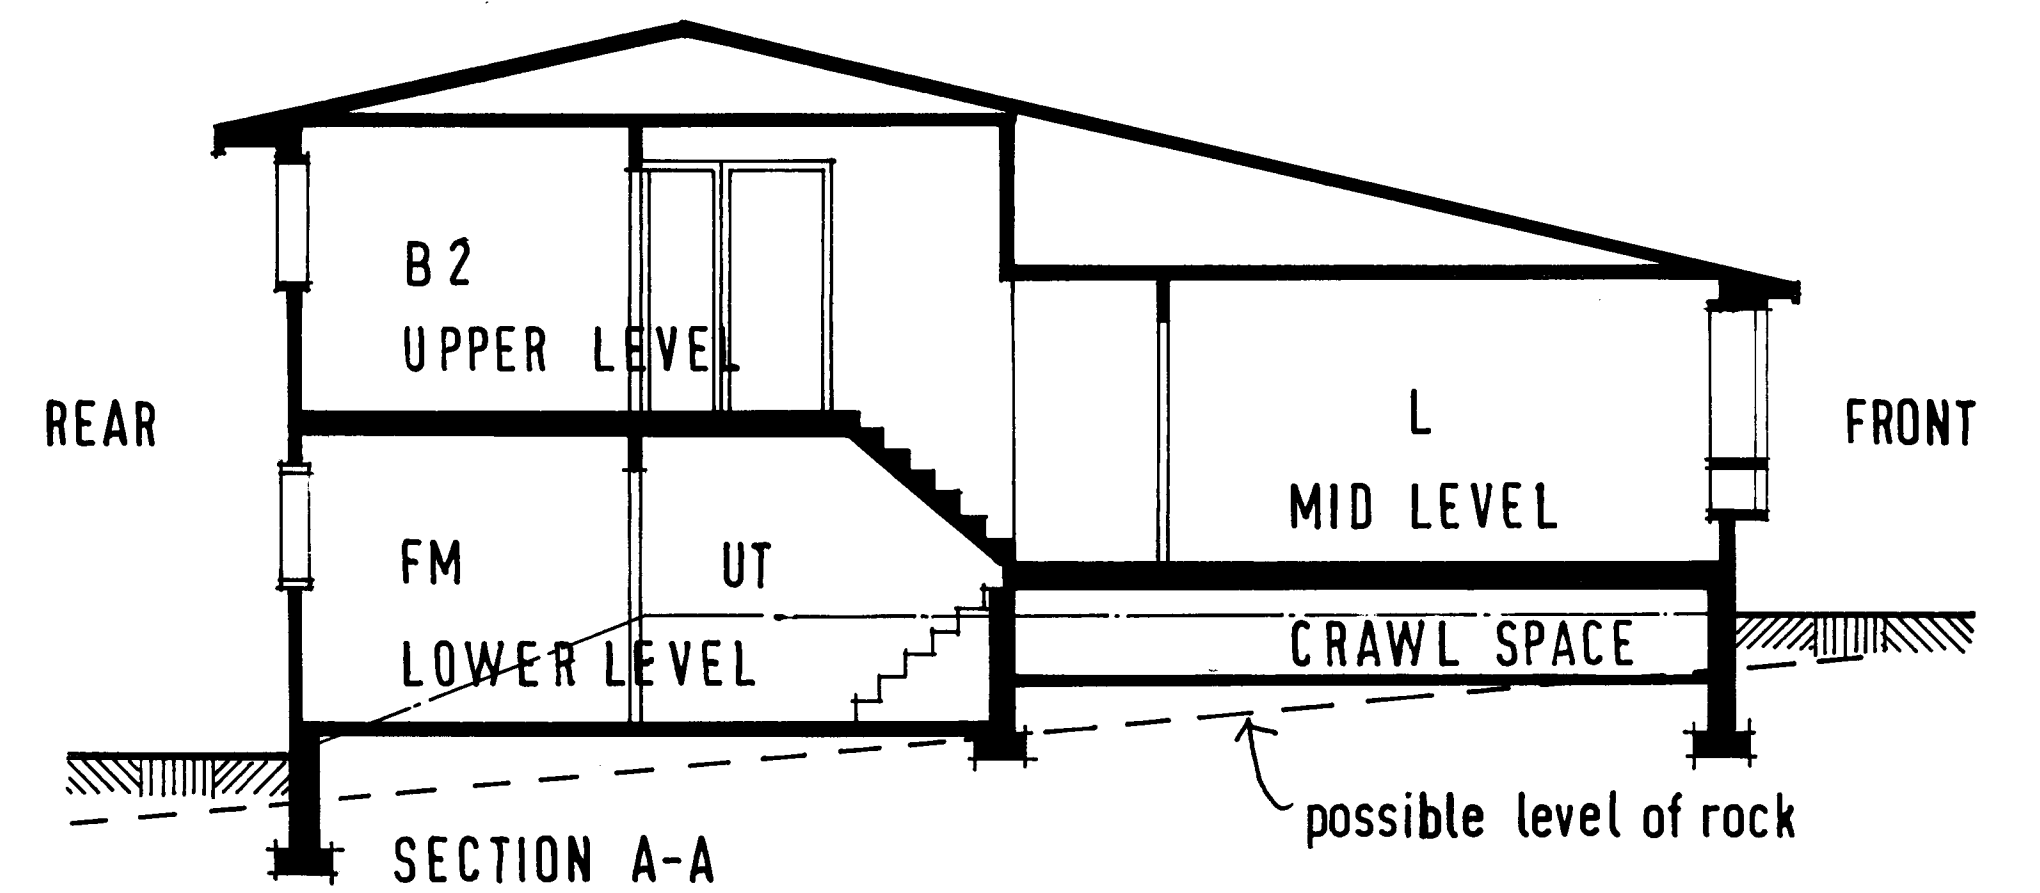 B2
UPPER LEVEL
REAR
L
FRONT
MID LEVEL
FM
UT
LOWER LEVEL
CRAWL SPACE
possible level of rock
SECTION A-A